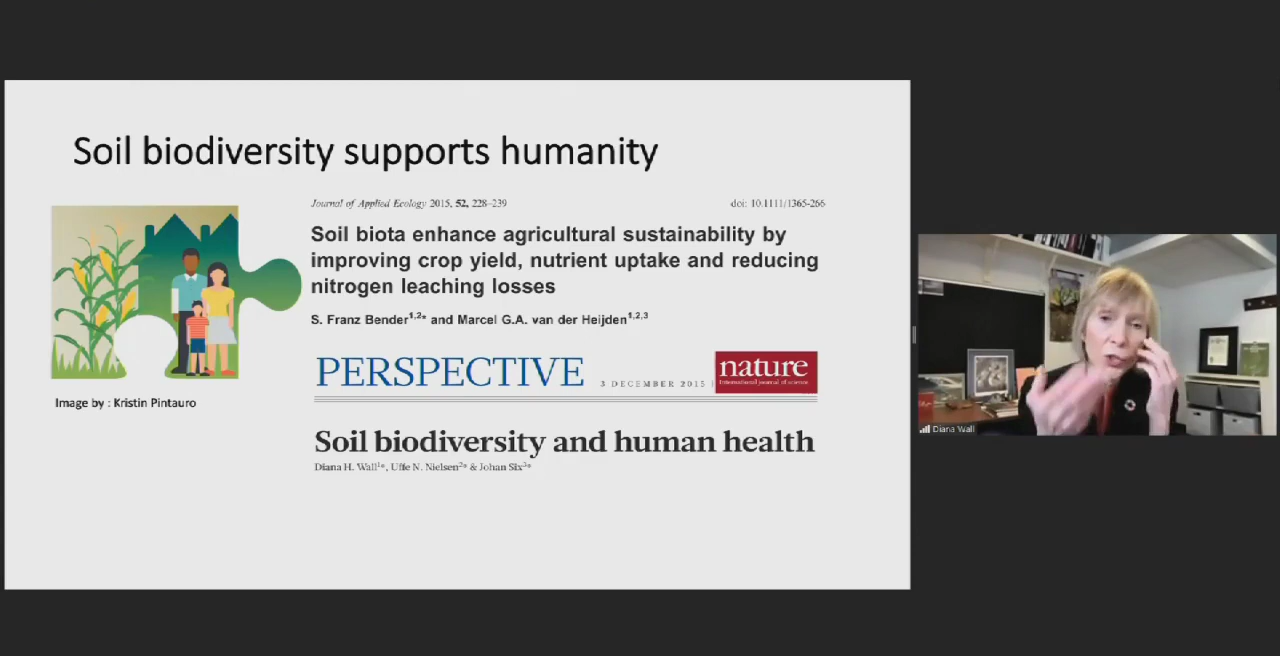 Soil biodiversity supports humanity
Journal of Applied Ecology 2015, 52, 228–239 doi: 10.1111/1365-266
Soil biota enhance agricultural sustainability by
improving crop yield, nutrient uptake and reducing
nitrogen leaching losses
S. Franz Bender1,2* and Marcel G.A. van der Heijden1,2,3
PERSPECTIVE
3 DECEMBER 2015 |
nature
International journal of science
Soil biodiversity and human health
Diana H. Wall1*, Uffe N. Nielsen2* & Johan Six3*
Image by : Kristin Pintauro
Diana Wall